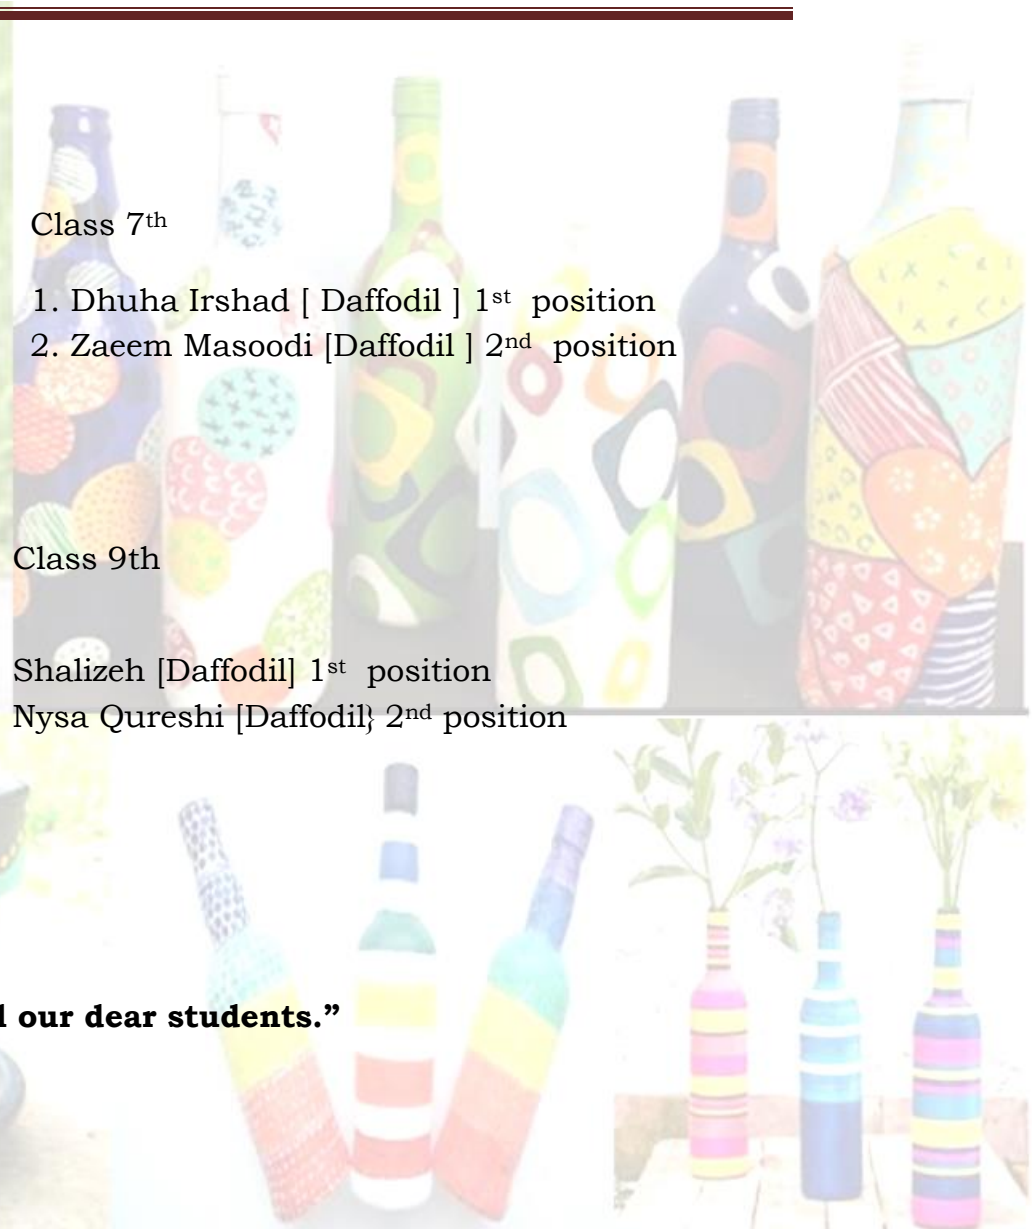 Class 7th
1. Dhuha Irshad [ Daffodil ] 1st position
2. Zaeem Masoodi [Daffodil ] 2nd position
Class 9th
Shalizeh [Daffodil] 1st position
Nysa Qureshi [Daffodil} 2nd position
our dear students.”